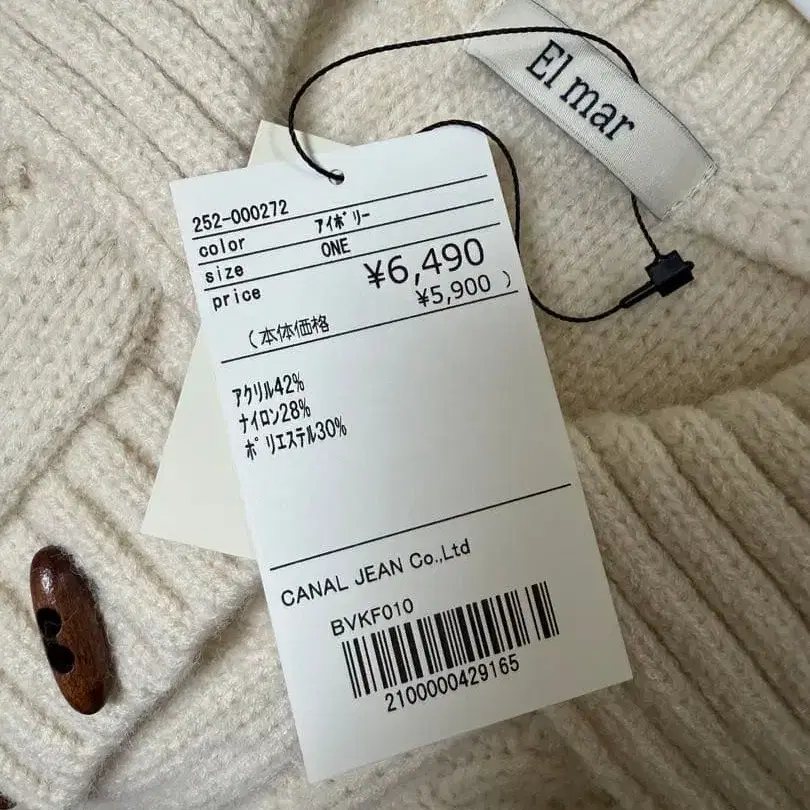 El mar
252-000272
color アイボリー
size ONE
price ¥6,490
(本体価格 ¥5,900 )
アクリル42%
ナイロン28%
ポリエステル30%
CANAL JEAN Co.,Ltd
BVKF010
2100000429165